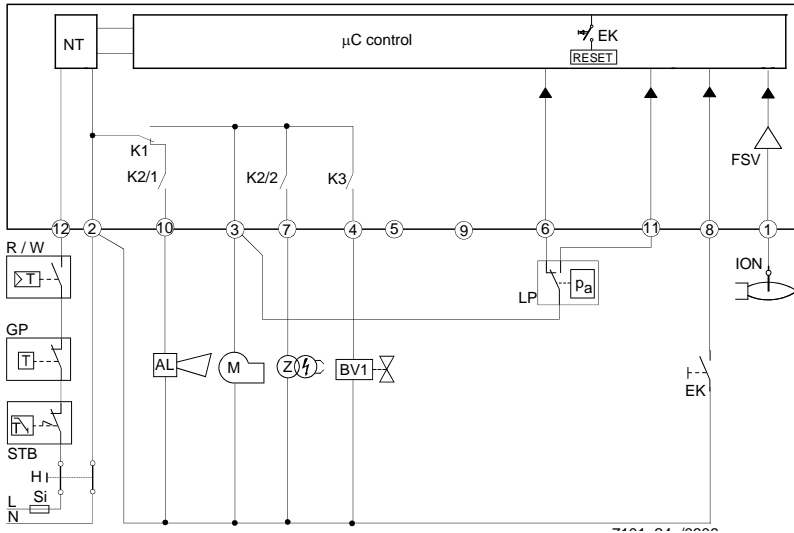 NT
µC control
EK
RESET
K1
K2/1
K2/2
K3
FSV
12
2
10
3
7
4
5
9
6
11
8
1
R / W
T
ION
LP
pa
GP
T
AL
M
Z
BV1
EK
T
STB
H
L
Si
N